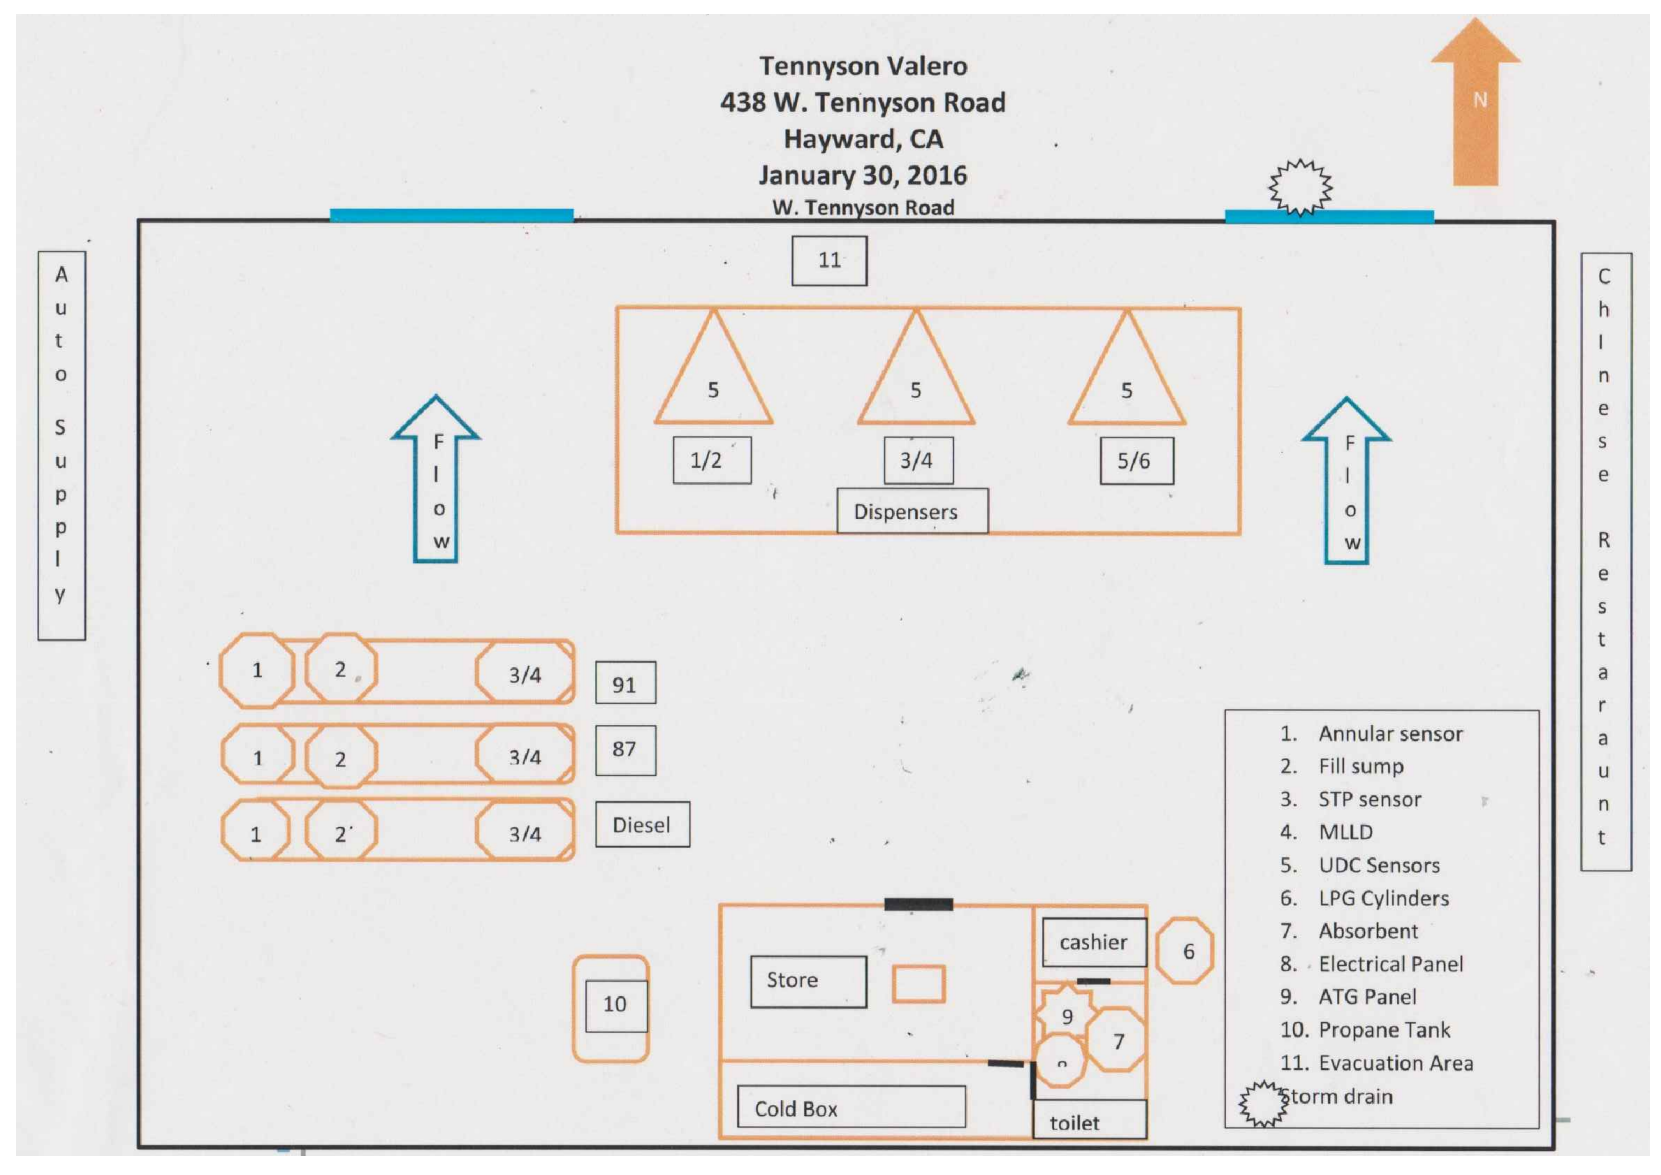 Tennyson Valero
438 W. Tennyson Road
Hayward, CA
January 30, 2016
W. Tennyson Road
N
11
Auto Supply
ChInese Restaraunt
5
5
5
1/2
3/4
5/6
Dispensers
Flow
Flow
1
2
3/4
91
1
2
3/4
87
1
2
3/4
Diesel
10
Store
cashier
6
9
7
Cold Box
toilet
1. Annular sensor
2. Fill sump
3. STP sensor
4. MLLD
5. UDC Sensors
6. LPG Cylinders
7. Absorbent
8. Electrical Panel
9. ATG Panel
10. Propane Tank
11. Evacuation Area
Storm drain